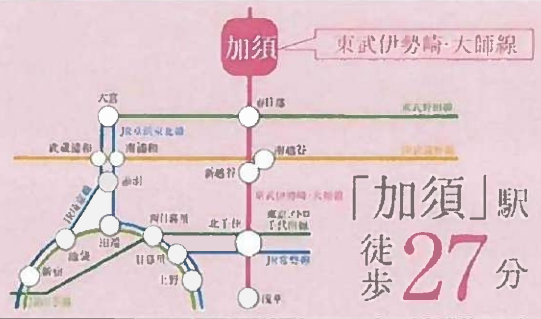 加須
東武伊勢崎・大師線
大宮
春日部
東武野田線
JR京浜東北線
武蔵浦和
南浦和
南越谷
新越谷
JR武蔵野線
赤羽
JR埼京線
東武伊勢崎・大師線
「加須」駅
徒歩27分
北千住
東京メトロ
千代田線
西日暮里
田端
池袋
日暮里
JR常磐線
新宿
上野
浅草